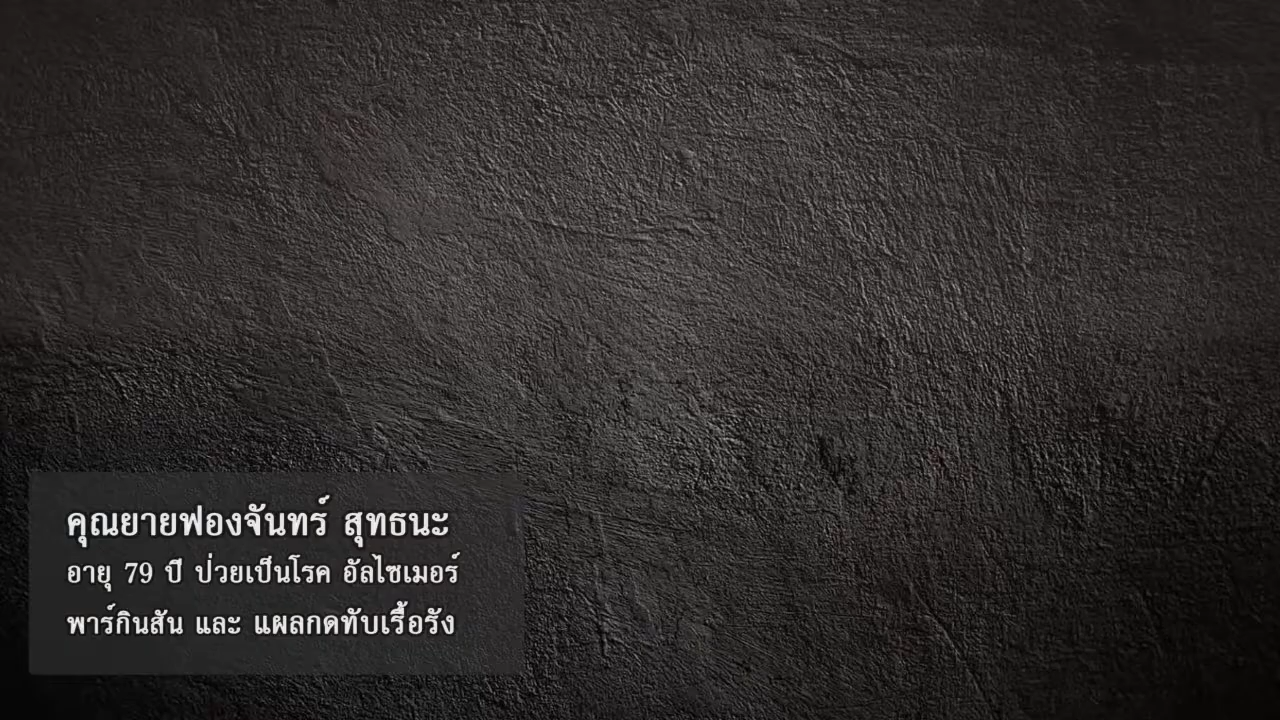 คุณยายฟองจันทร์ สุทธนะ
อายุ 79 ปี ป่วยเป็นโรค อัลไซเมอร์
พาร์กินสัน และ แผลกดทับเรื้อรัง